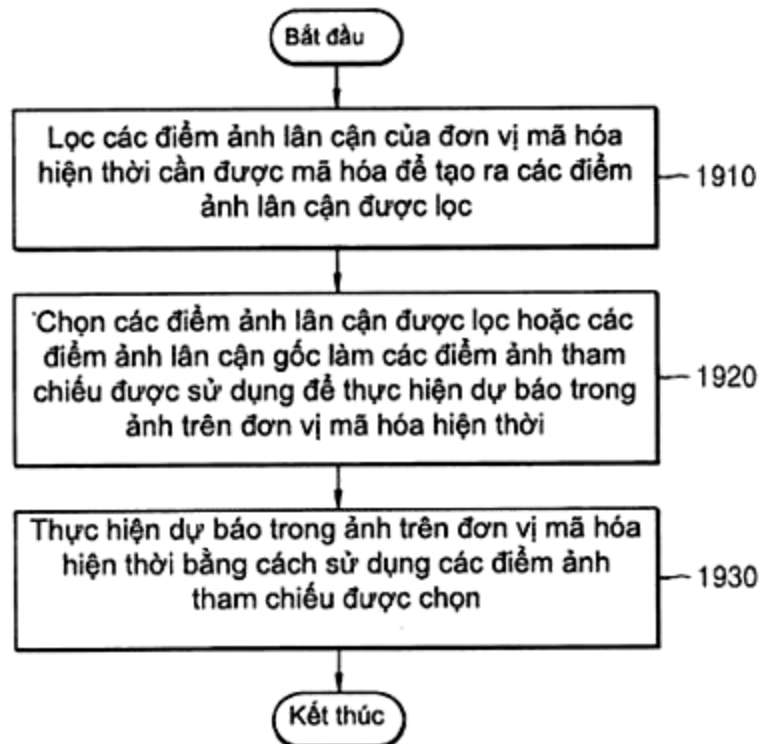 Bắt đầu
Lọc các điểm ảnh lân cận của đơn vị mã hóa
hiện thời cần được mã hóa để tạo ra các điểm
ảnh lân cận được lọc
1910
Chọn các điểm ảnh lân cận được lọc hoặc các
điểm ảnh lân cận gốc làm các điểm ảnh tham
chiếu được sử dụng để thực hiện dự báo trong
ảnh trên đơn vị mã hóa hiện thời
1920
Thực hiện dự báo trong ảnh trên đơn vị mã hóa
hiện thời bằng cách sử dụng các điểm ảnh
tham chiếu được chọn
1930
Kết thúc